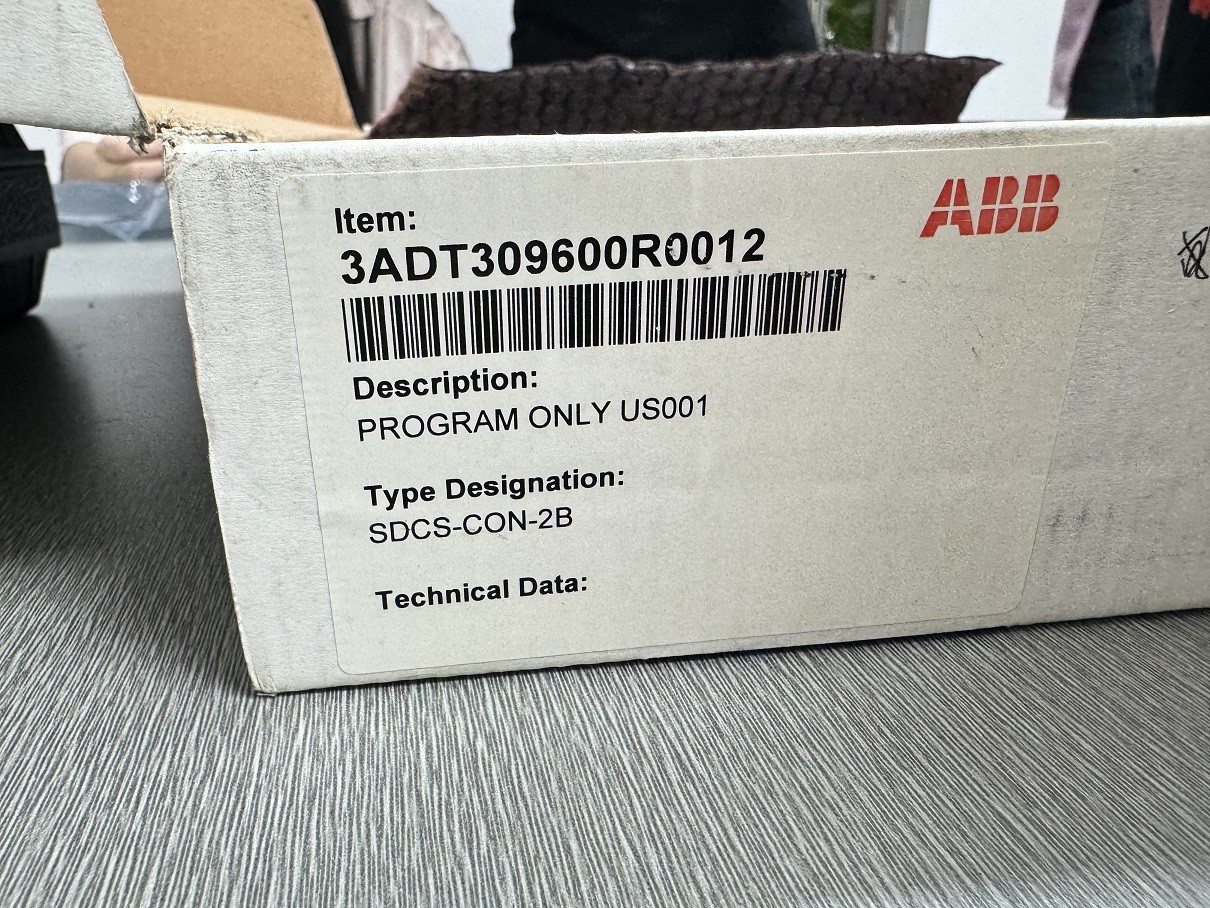 ABB
Item:
3ADT309600R0012
Description:
PROGRAM ONLY US001
Type Designation:
SDCS-CON-2B
Technical Data: